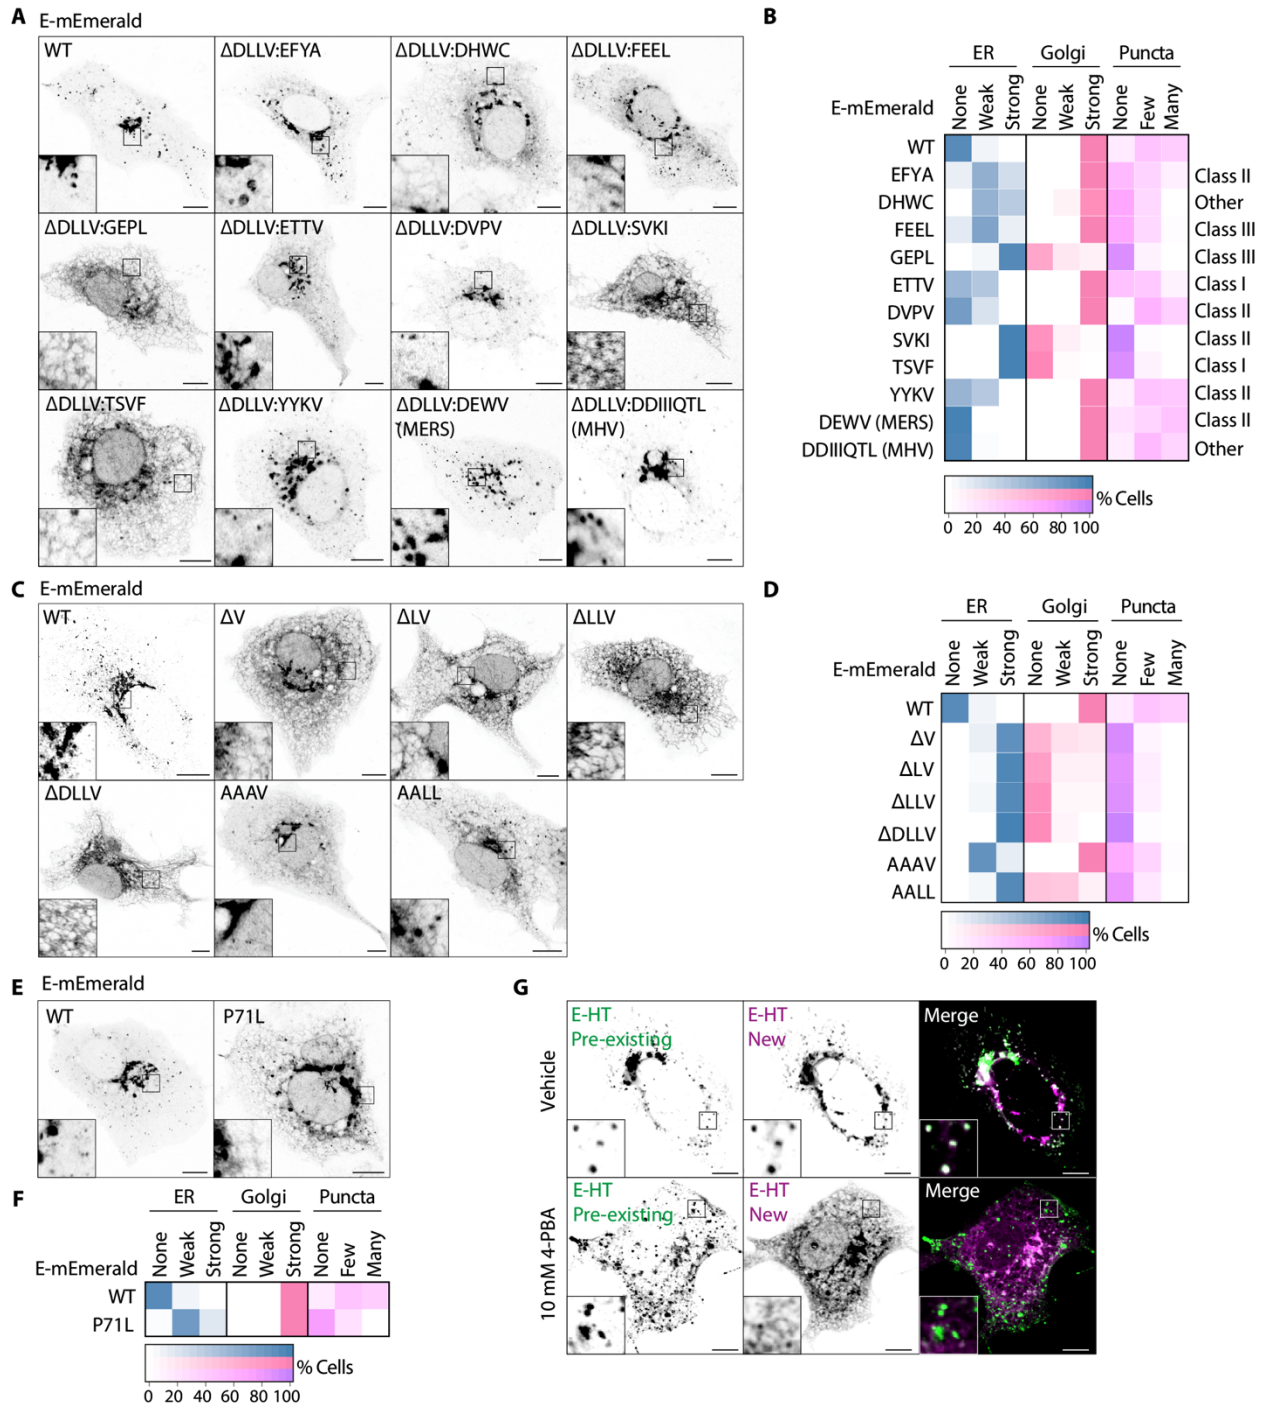 A
E-mEmerald
WT
ΔDLLV:EFYA
ΔDLLV:DHWC
ΔDLLV:FEEL
ΔDLLV:GEPL
ΔDLLV:ETTV
ΔDLLV:DVPV
ΔDLLV:SVKI
ΔDLLV:TSVF
ΔDLLV:YYKV
ΔDLLV:DEWV
(MERS)
ΔDLLV:DDIIIQTL
(MHV)
B
ER Golgi Puncta
E-mEmerald
None Weak Strong None Weak Strong None Few Many
WT
EFYA Class II
DHWC Other
FEEL Class III
GEPL Class III
ETTV Class I
DVPV Class II
SVKI Class II
TSVF Class I
YYKV Class II
DEWV (MERS) Class II
DDIIIQTL (MHV) Other
% Cells
0 20 40 60 80 100
C
E-mEmerald
WT
ΔV
ΔLV
ΔLLV
ΔDLLV
AAAV
AALL
D
ER Golgi Puncta
E-mEmerald
None Weak Strong None Weak Strong None Few Many
WT
ΔV
ΔLV
ΔLLV
ΔDLLV
AAAV
AALL
% Cells
0 20 40 60 80 100
E
E-mEmerald
WT
P71L
F
ER Golgi Puncta
E-mEmerald
None Weak Strong None Weak Strong None Few Many
WT
P71L
% Cells
0 20 40 60 80 100
G
Vehicle
E-HT
Pre-existing
E-HT
New
Merge
10 mM 4-PBA
E-HT
Pre-existing
E-HT
New
Merge